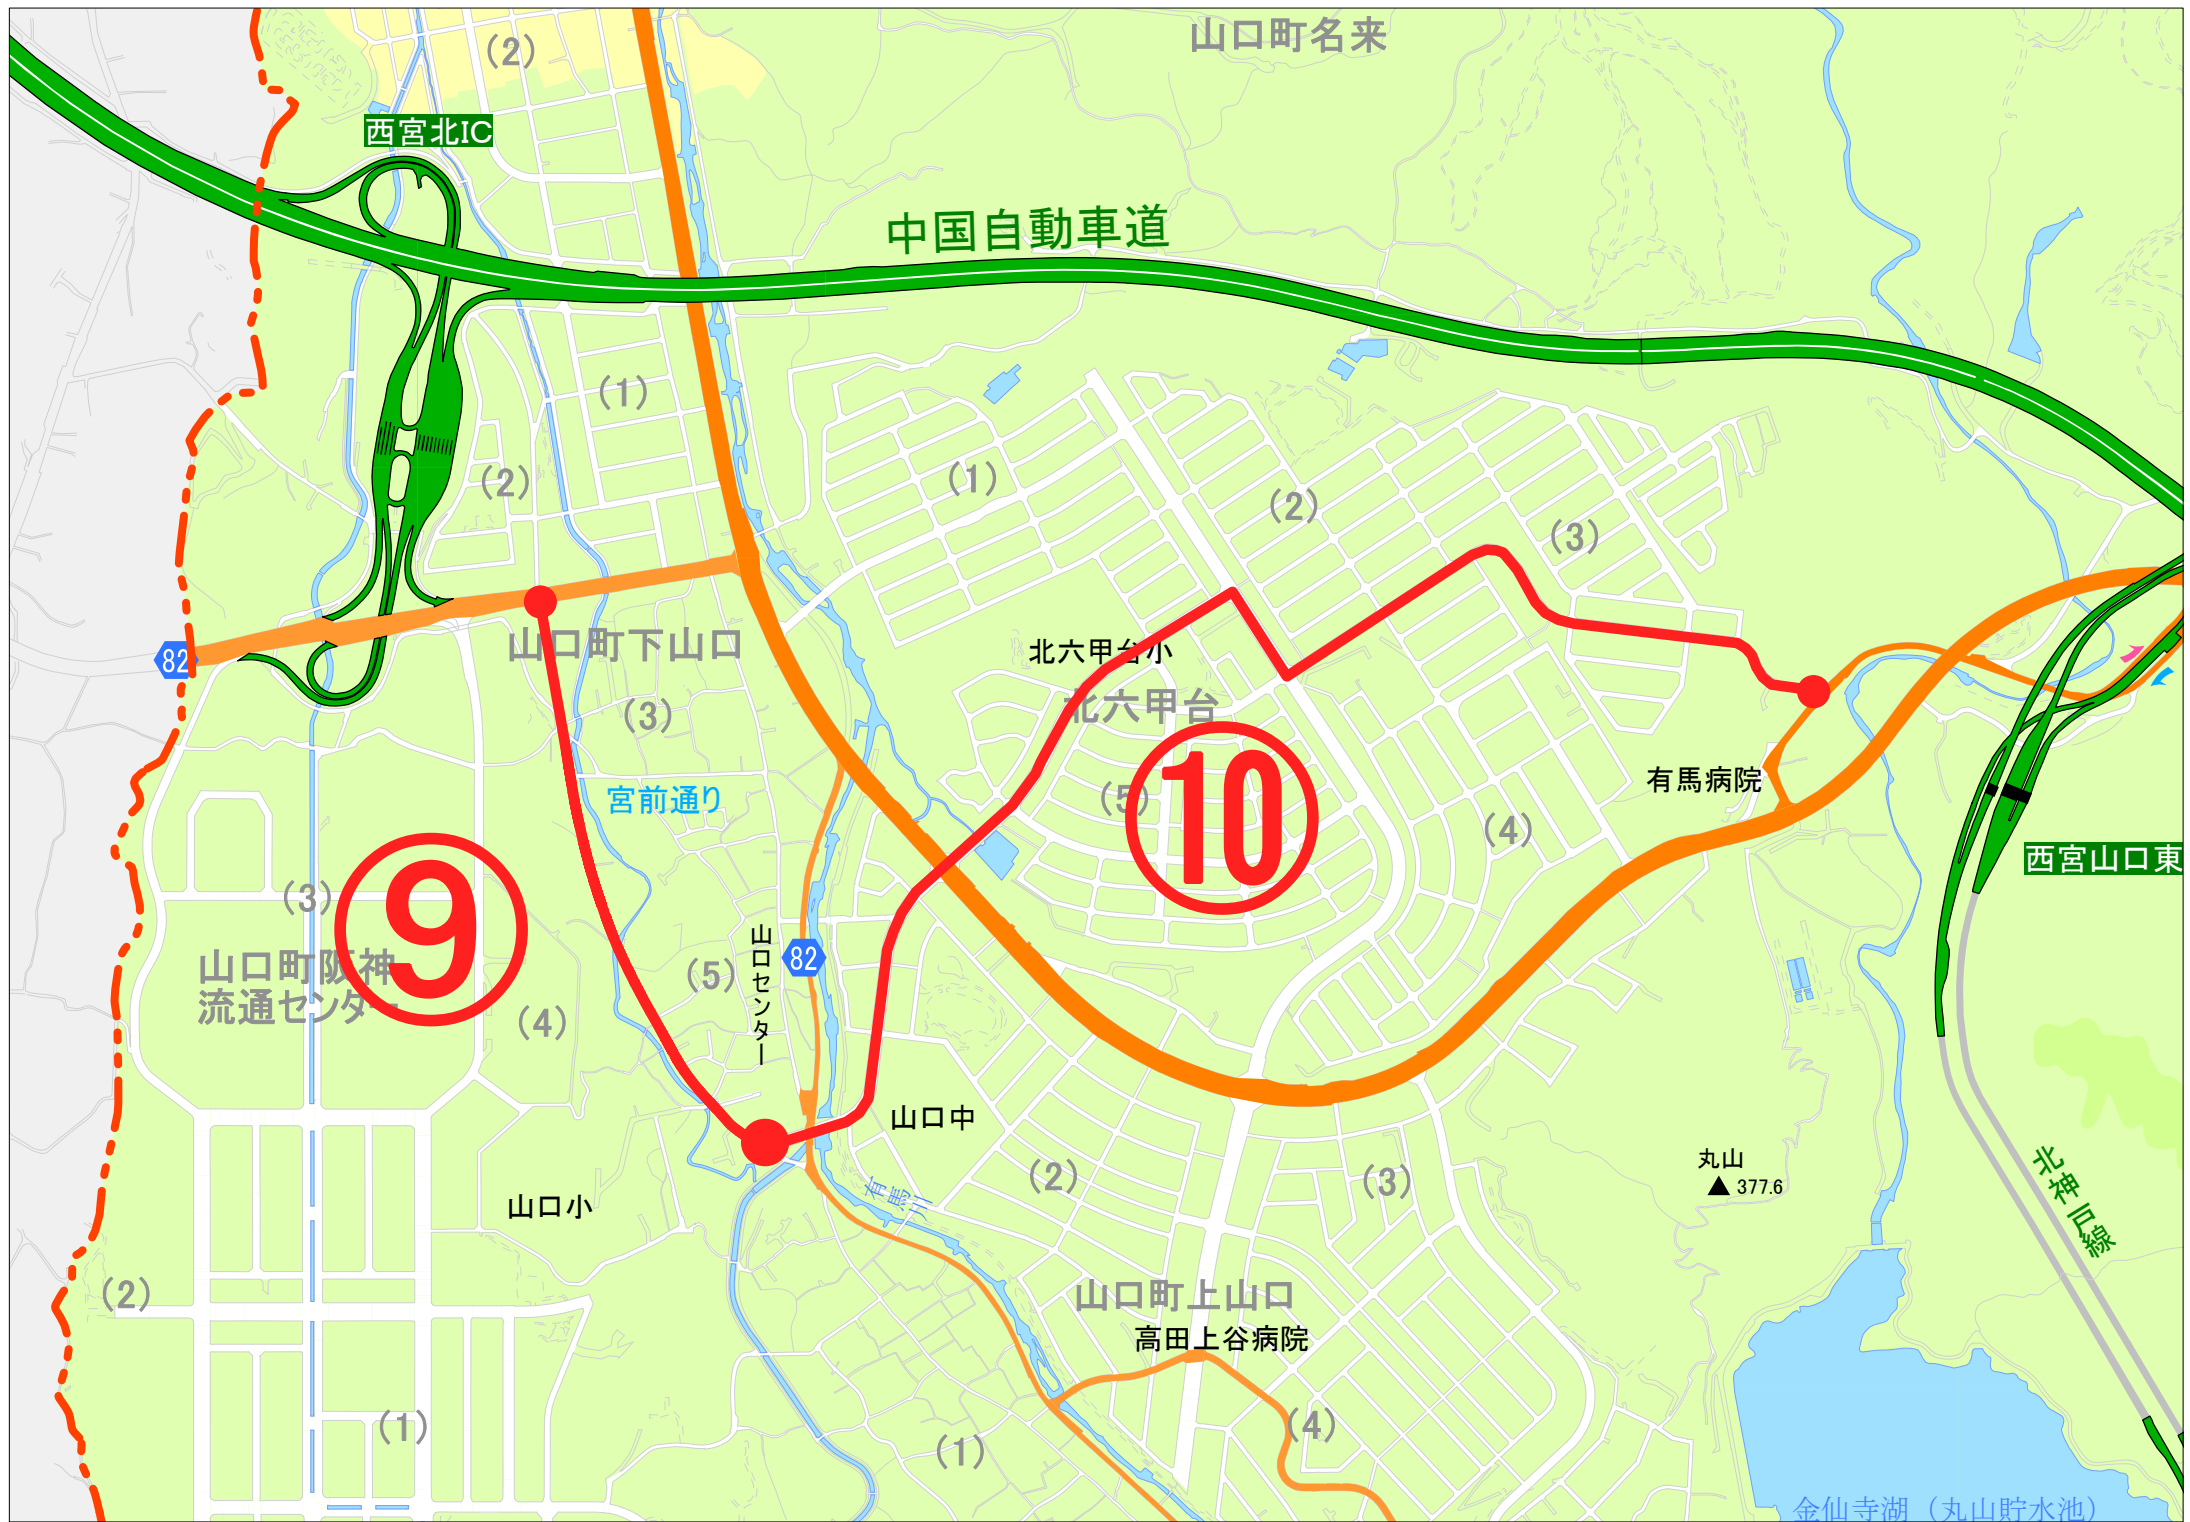 山口町名来
(2)
西宮北IC
中国自動車道
(1)
(2)
(1)
(2)
(3)
82
山口町下山口
(3)
北六甲台小
北六甲台
(5)
⑩
有馬病院
(4)
西宮山口東
宮前通り
⑨
(3)
山口町阪神
流通センター
(4)
(5)
山口センター
82
山口中
山口小
有馬川
(2)
(3)
丸山
▲ 377.6
北神戸線
山口町上山口
高田上谷病院
(2)
(1)
(1)
(4)
金仙寺湖（丸山貯水池）